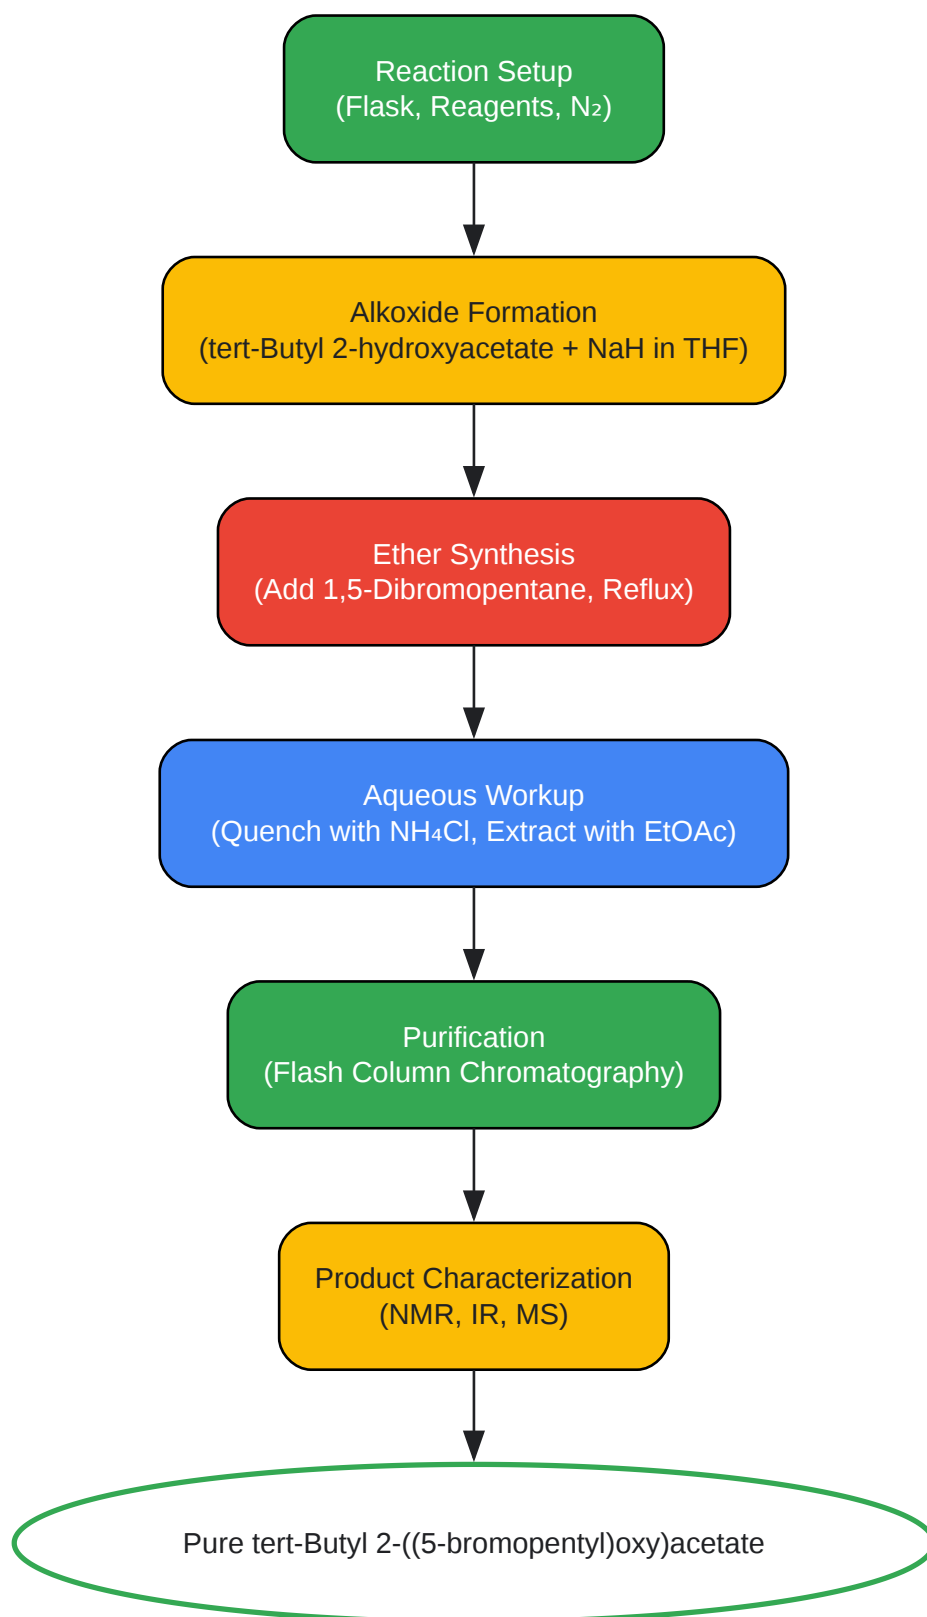 Reaction Setup
(Flask, Reagents, N₂)
Alkoxide Formation
(tert-Butyl 2-hydroxyacetate + NaH in THF)
Ether Synthesis
(Add 1,5-Dibromopentane, Reflux)
Aqueous Workup
(Quench with NH₄Cl, Extract with EtOAc)
Purification
(Flash Column Chromatography)
Product Characterization
(NMR, IR, MS)
Pure tert-Butyl 2-((5-bromopentyl)oxy)acetate